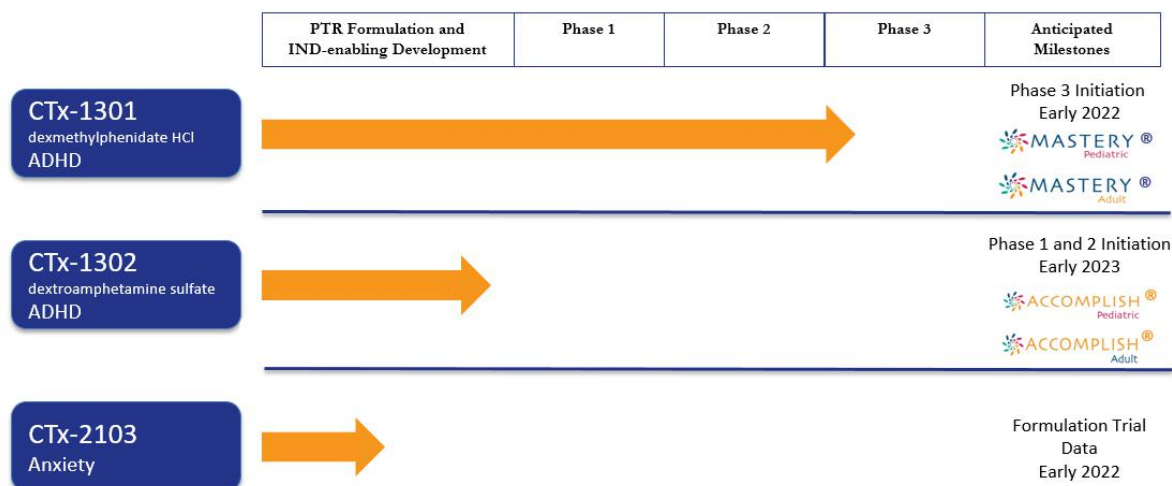 PTR Formulation and
IND-enabling Development
Phase 1
Phase 2
Phase 3
Anticipated
Milestones
CTx-1301
dexmethylphenidate HCl
ADHD
Phase 3 Initiation
Early 2022
MASTERY ®
Pediatric
MASTERY ®
Adult
CTx-1302
dextroamphetamine sulfate
ADHD
Phase 1 and 2 Initiation
Early 2023
ACCOMPLISH ®
Pediatric
ACCOMPLISH ®
Adult
CTx-2103
Anxiety
Formulation Trial
Data
Early 2022